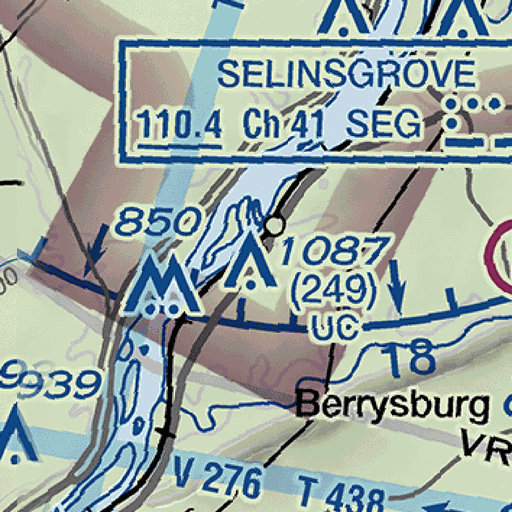 SELINSGROVE
110.4 Ch 41 SEG
850
1087
(249)
UC
18
939
Berrysburg
VR
V 276 T 438